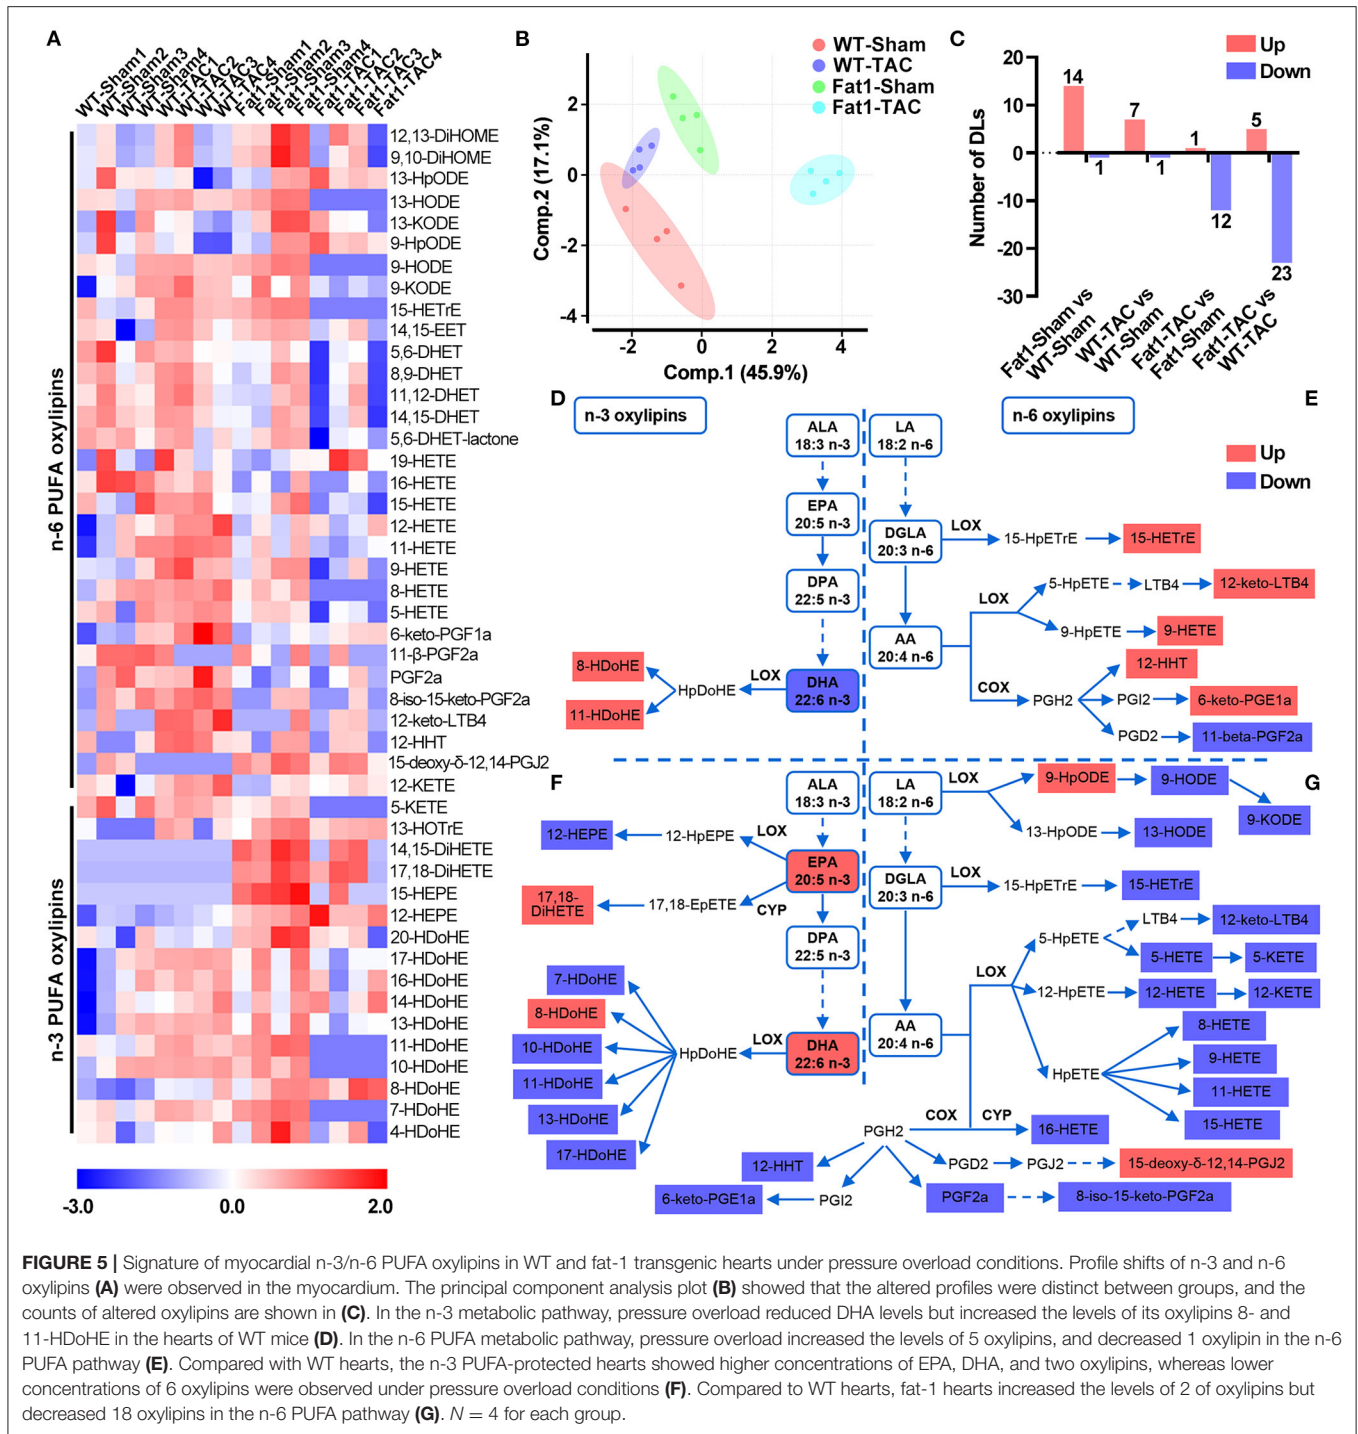 A
WT-Sham1
WT-Sham2
WT-Sham3
WT-Sham4
WT-TAC1
WT-TAC2
WT-TAC3
WT-TAC4
Fat1-Sham1
Fat1-Sham2
Fat1-Sham3
Fat1-Sham4
Fat1-TAC1
Fat1-TAC2
Fat1-TAC3
Fat1-TAC4
n-6 PUFA oxylipins
n-3 PUFA oxylipins
12,13-DiHOME
9,10-DiHOME
13-HpODE
13-HODE
13-KODE
9-HpODE
9-HODE
9-KODE
15-HETrE
14,15-EET
5,6-DHET
8,9-DHET
11,12-DHET
14,15-DHET
5,6-DHET-lactone
19-HETE
16-HETE
15-HETE
12-HETE
11-HETE
9-HETE
8-HETE
5-HETE
6-keto-PGF1a
11-β-PGF2a
PGF2a
8-iso-15-keto-PGF2a
12-keto-LTB4
12-HHT
15-deoxy-δ-12,14-PGJ2
12-KETE
5-KETE
13-HOTrE
14,15-DiHETE
17,18-DiHETE
15-HEPE
12-HEPE
20-HDoHE
17-HDoHE
16-HDoHE
14-HDoHE
13-HDoHE
11-HDoHE
10-HDoHE
8-HDoHE
7-HDoHE
4-HDoHE
-3.0 0.0 2.0
B
WT-Sham
WT-TAC
Fat1-Sham
Fat1-TAC
Comp.2 (17.1%)
2
0
-2
-4
-2 0 2 4
Comp.1 (45.9%)
C
Up
Down
Number of DLs
20
10
0
-10
-20
-30
14
1
7
1
1
12
5
23
Fat1-Sham vs
WT-Sham
WT-TAC vs
WT-Sham
Fat1-TAC vs
Fat1-Sham
Fat1-TAC vs
WT-TAC
D
n-3 oxylipins
ALA
18:3 n-3
EPA
20:5 n-3
DPA
22:5 n-3
DHA
22:6 n-3
LOX
HpDoHE
8-HDoHE
11-HDoHE
E
n-6 oxylipins
Up
Down
LA
18:2 n-6
DGLA
20:3 n-6
AA
20:4 n-6
LOX
15-HpETrE
15-HETrE
LOX
5-HpETE
LTB4
12-keto-LTB4
9-HpETE
9-HETE
COX
PGH2
12-HHT
PGI2
6-keto-PGE1a
PGD2
11-beta-PGF2a
F
ALA
18:3 n-3
LOX
12-HpEPE
12-HEPE
EPA
20:5 n-3
CYP
17,18-EpETE
17,18-
DiHETE
DPA
22:5 n-3
DHA
22:6 n-3
LOX
HpDoHE
7-HDoHE
8-HDoHE
10-HDoHE
11-HDoHE
13-HDoHE
17-HDoHE
G
LA
18:2 n-6
LOX
9-HpODE
9-HODE
9-KODE
13-HpODE
13-HODE
DGLA
20:3 n-6
LOX
15-HpETrE
15-HETrE
AA
20:4 n-6
LOX
5-HpETE
LTB4
12-keto-LTB4
5-HETE
5-KETE
12-HpETE
12-HETE
12-KETE
HpETE
8-HETE
9-HETE
11-HETE
15-HETE
COX
CYP
16-HETE
PGH2
12-HHT
PGI2
6-keto-PGE1a
PGD2
PGJ2
15-deoxy-δ-12,14-PGJ2
PGF2a
8-iso-15-keto-PGF2a
FIGURE 5 | Signature of myocardial n-3/n-6 PUFA oxylipins in WT and fat-1 transgenic hearts under pressure overload conditions. Profile shifts of n-3 and n-6
oxylipins (A) were observed in the myocardium. The principal component analysis plot (B) showed that the altered profiles were distinct between groups, and the
counts of altered oxylipins are shown in (C). In the n-3 metabolic pathway, pressure overload reduced DHA levels but increased the levels of its oxylipins 8- and
11-HDoHE in the hearts of WT mice (D). In the n-6 PUFA metabolic pathway, pressure overload increased the levels of 5 oxylipins, and decreased 1 oxylipin in the n-6
PUFA pathway (E). Compared with WT hearts, the n-3 PUFA-protected hearts showed higher concentrations of EPA, DHA, and two oxylipins, whereas lower
concentrations of 6 oxylipins were observed under pressure overload conditions (F). Compared to WT hearts, fat-1 hearts increased the levels of 2 of oxylipins but
decreased 18 oxylipins in the n-6 PUFA pathway (G). N = 4 for each group.